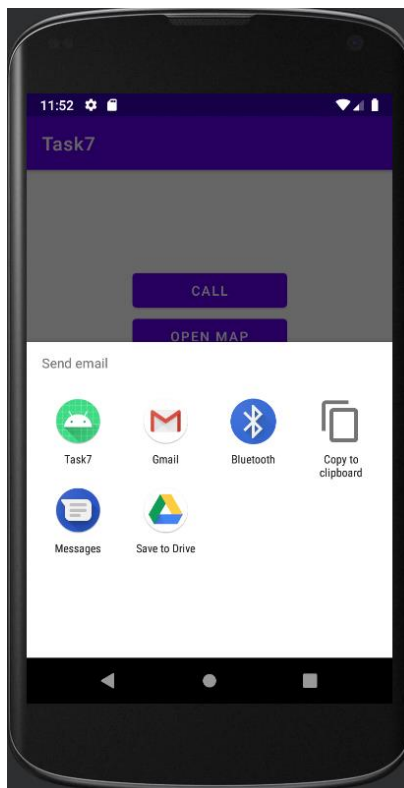 11:52
Task7
CALL
OPEN MAP
Send email
Task7
Gmail
Bluetooth
Copy to
clipboard
Messages
Save to Drive